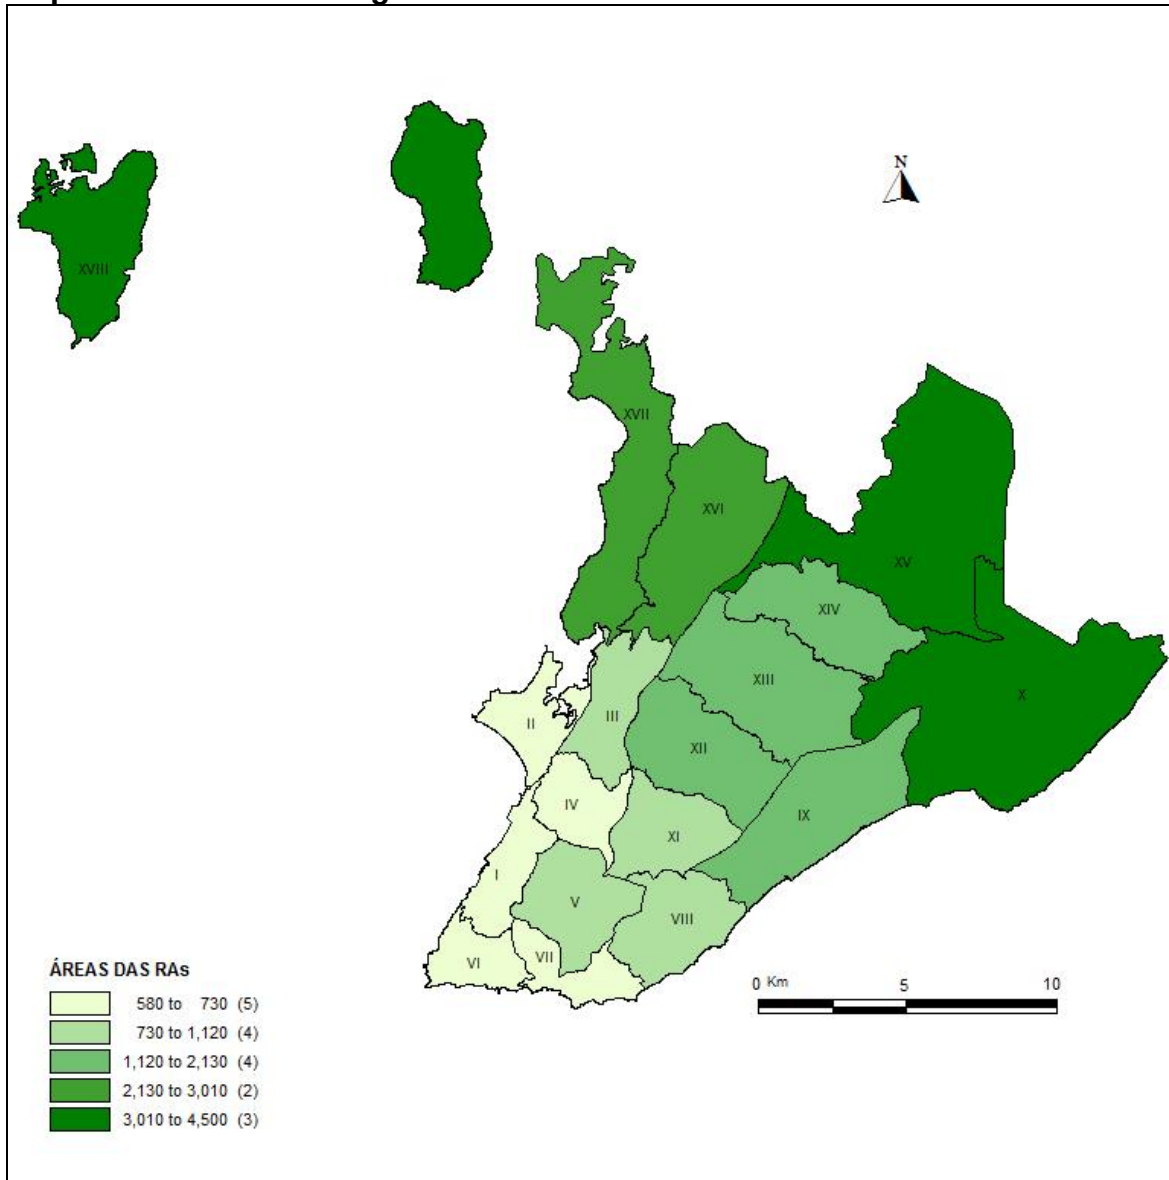 N
XVIII
XVII
XVI
XV
XIV
XIII
X
III
II
XII
IX
IV
XI
I
V
VIII
VII
VI
ÁREAS DAS RAs
580 to 730 (5)
730 to 1,120 (4)
1,120 to 2,130 (4)
2,130 to 3,010 (2)
3,010 to 4,500 (3)
0 Km 5 10